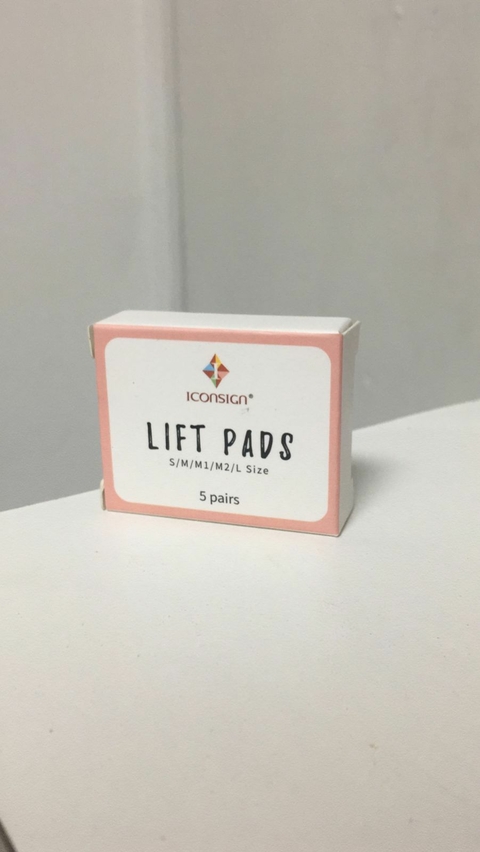 ICONSIGN®
LIFT PADS
S/M/M1/M2/L Size
5 pairs